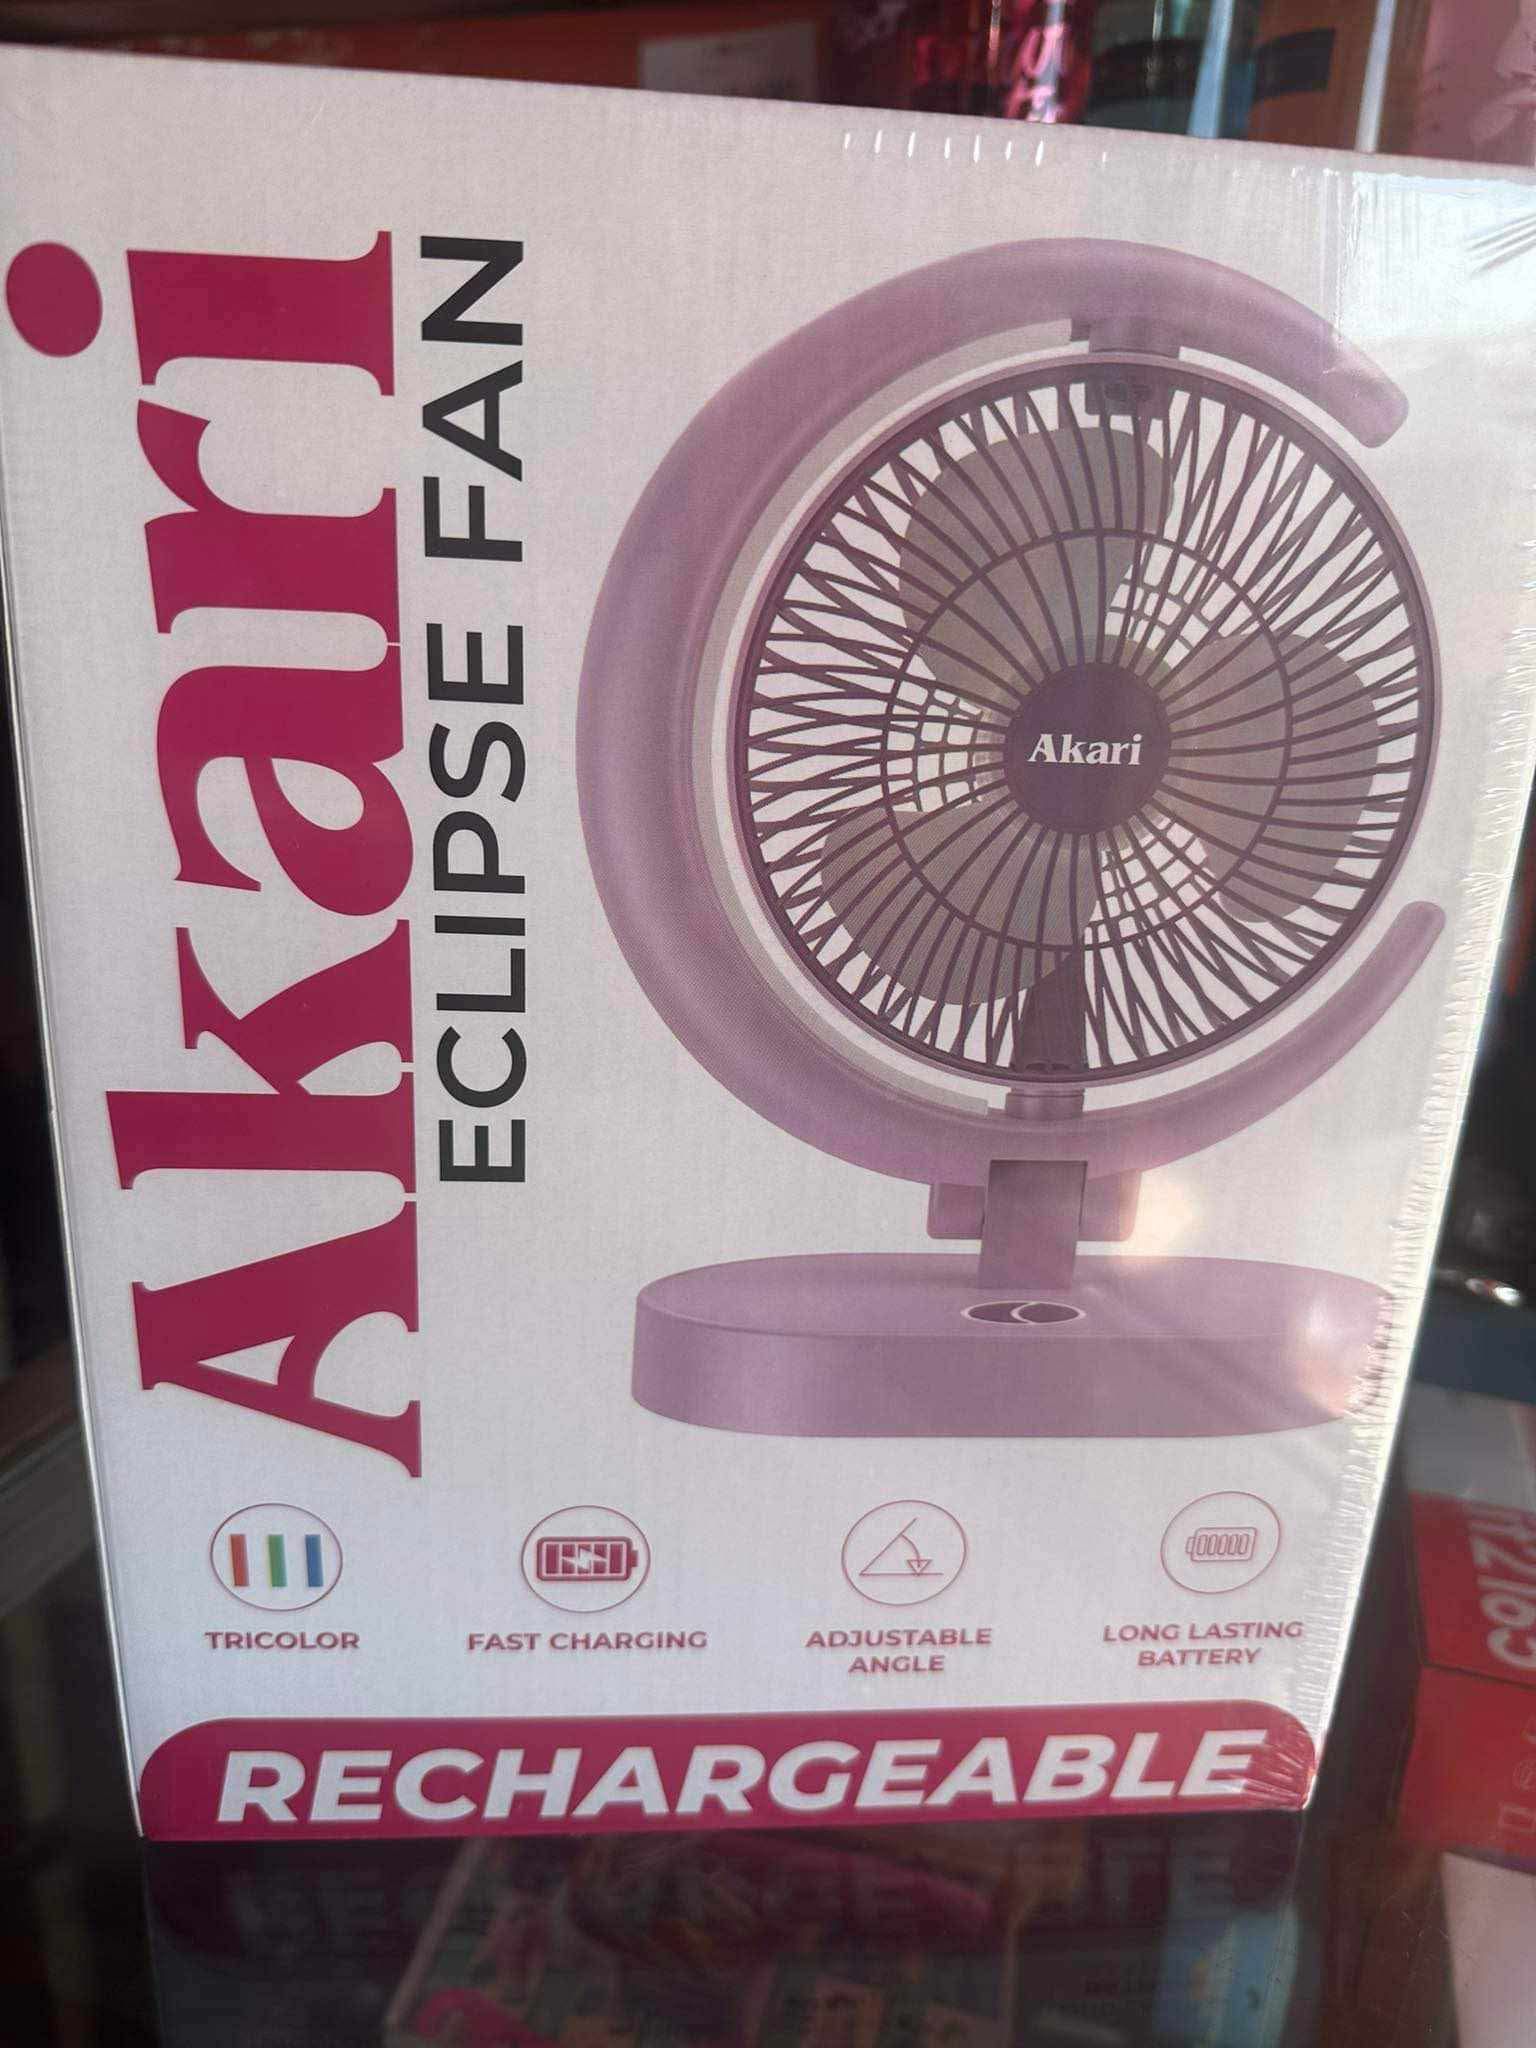 Akari
ECLIPSE FAN
Akari
TRICOLOR
FAST CHARGING
ADJUSTABLE
ANGLE
LONG LASTING
BATTERY
RECHARGEABLE